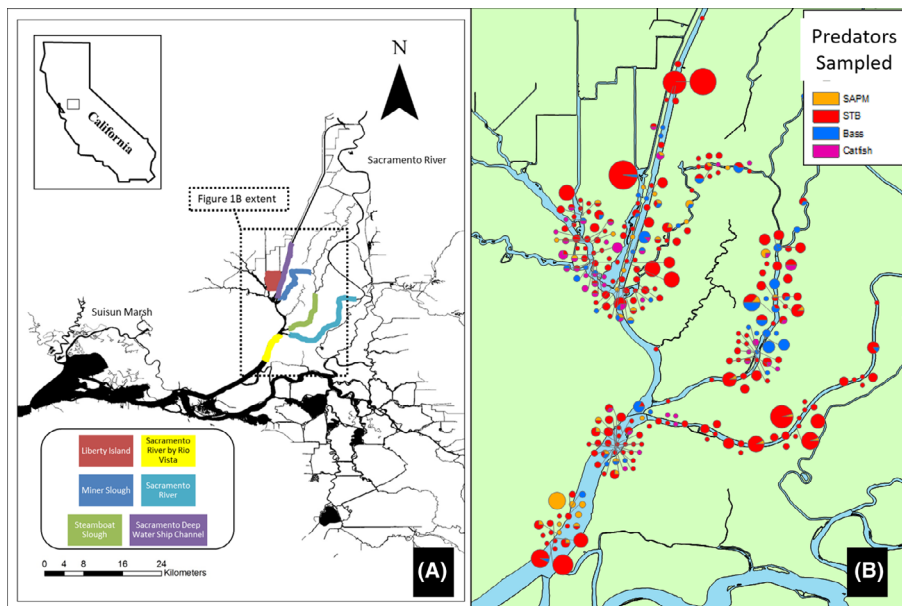 N
California
Sacramento River
Figure 1B extent
Suisun Marsh
Liberty Island
Sacramento
River by Rio
Vista
Miner Slough
Sacramento
River
Steamboat
Slough
Sacramento Deep
Water Ship Channel
0 4 8 16 24
Kilometers
(A)
Predators
Sampled
SAPM
STB
Bass
Catfish
(B)